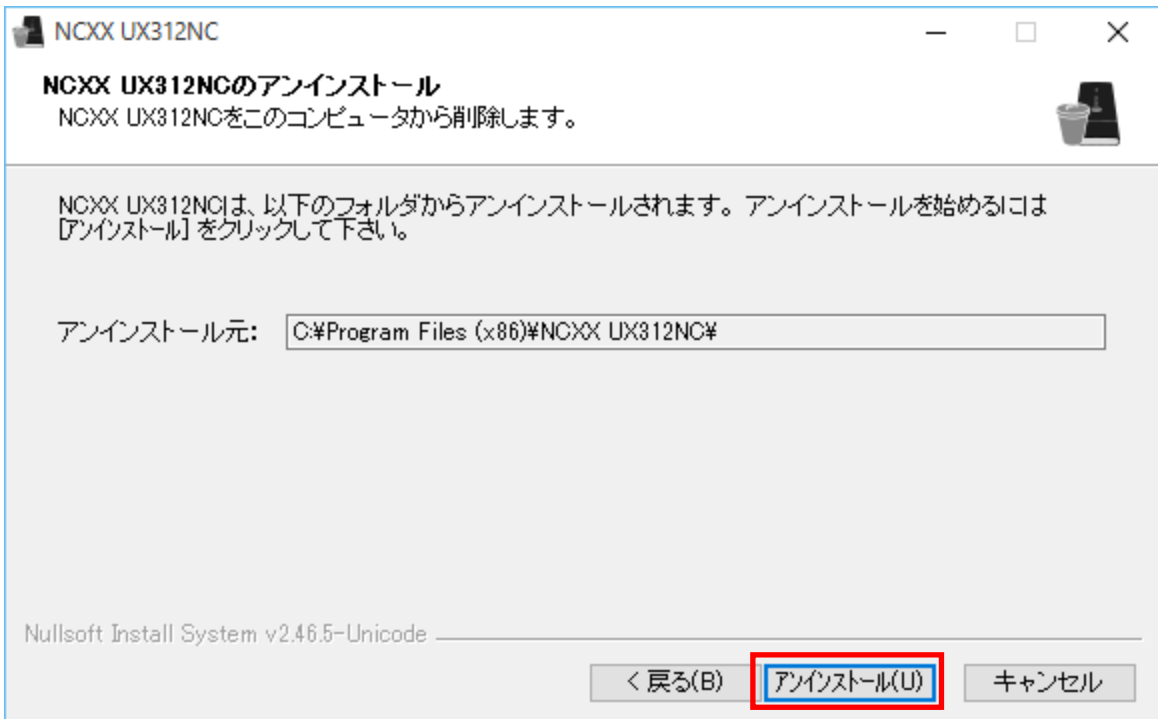 NCXX UX312NC
NCXX UX312NCのアンインストール
NCXX UX312NCをこのコンピュータから削除します。
NCXX UX312NCは、以下のフォルダからアンインストールされます。アンインストールを始めるには
[アンインストール] をクリックして下さい。
アンインストール元: C:¥Program Files (x86)¥NCXX UX312NC¥
Nullsoft Install System v2.46.5-Unicode
< 戻る(B) アンインストール(U) キャンセル